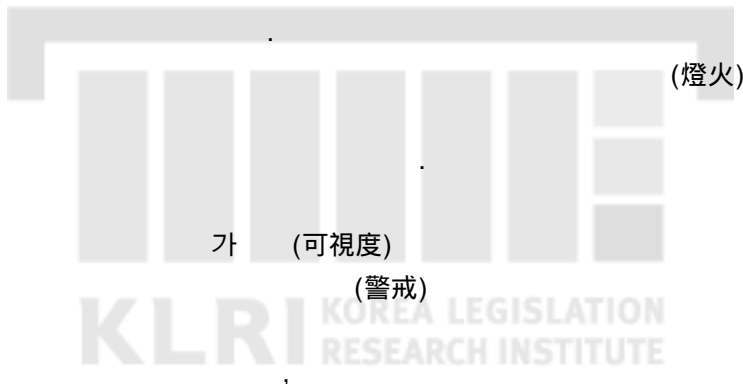 .
(燈火)
.
가 (可視度)
(警戒)
KLRI KOREA LEGISLATION
RESEARCH INSTITUTE
,